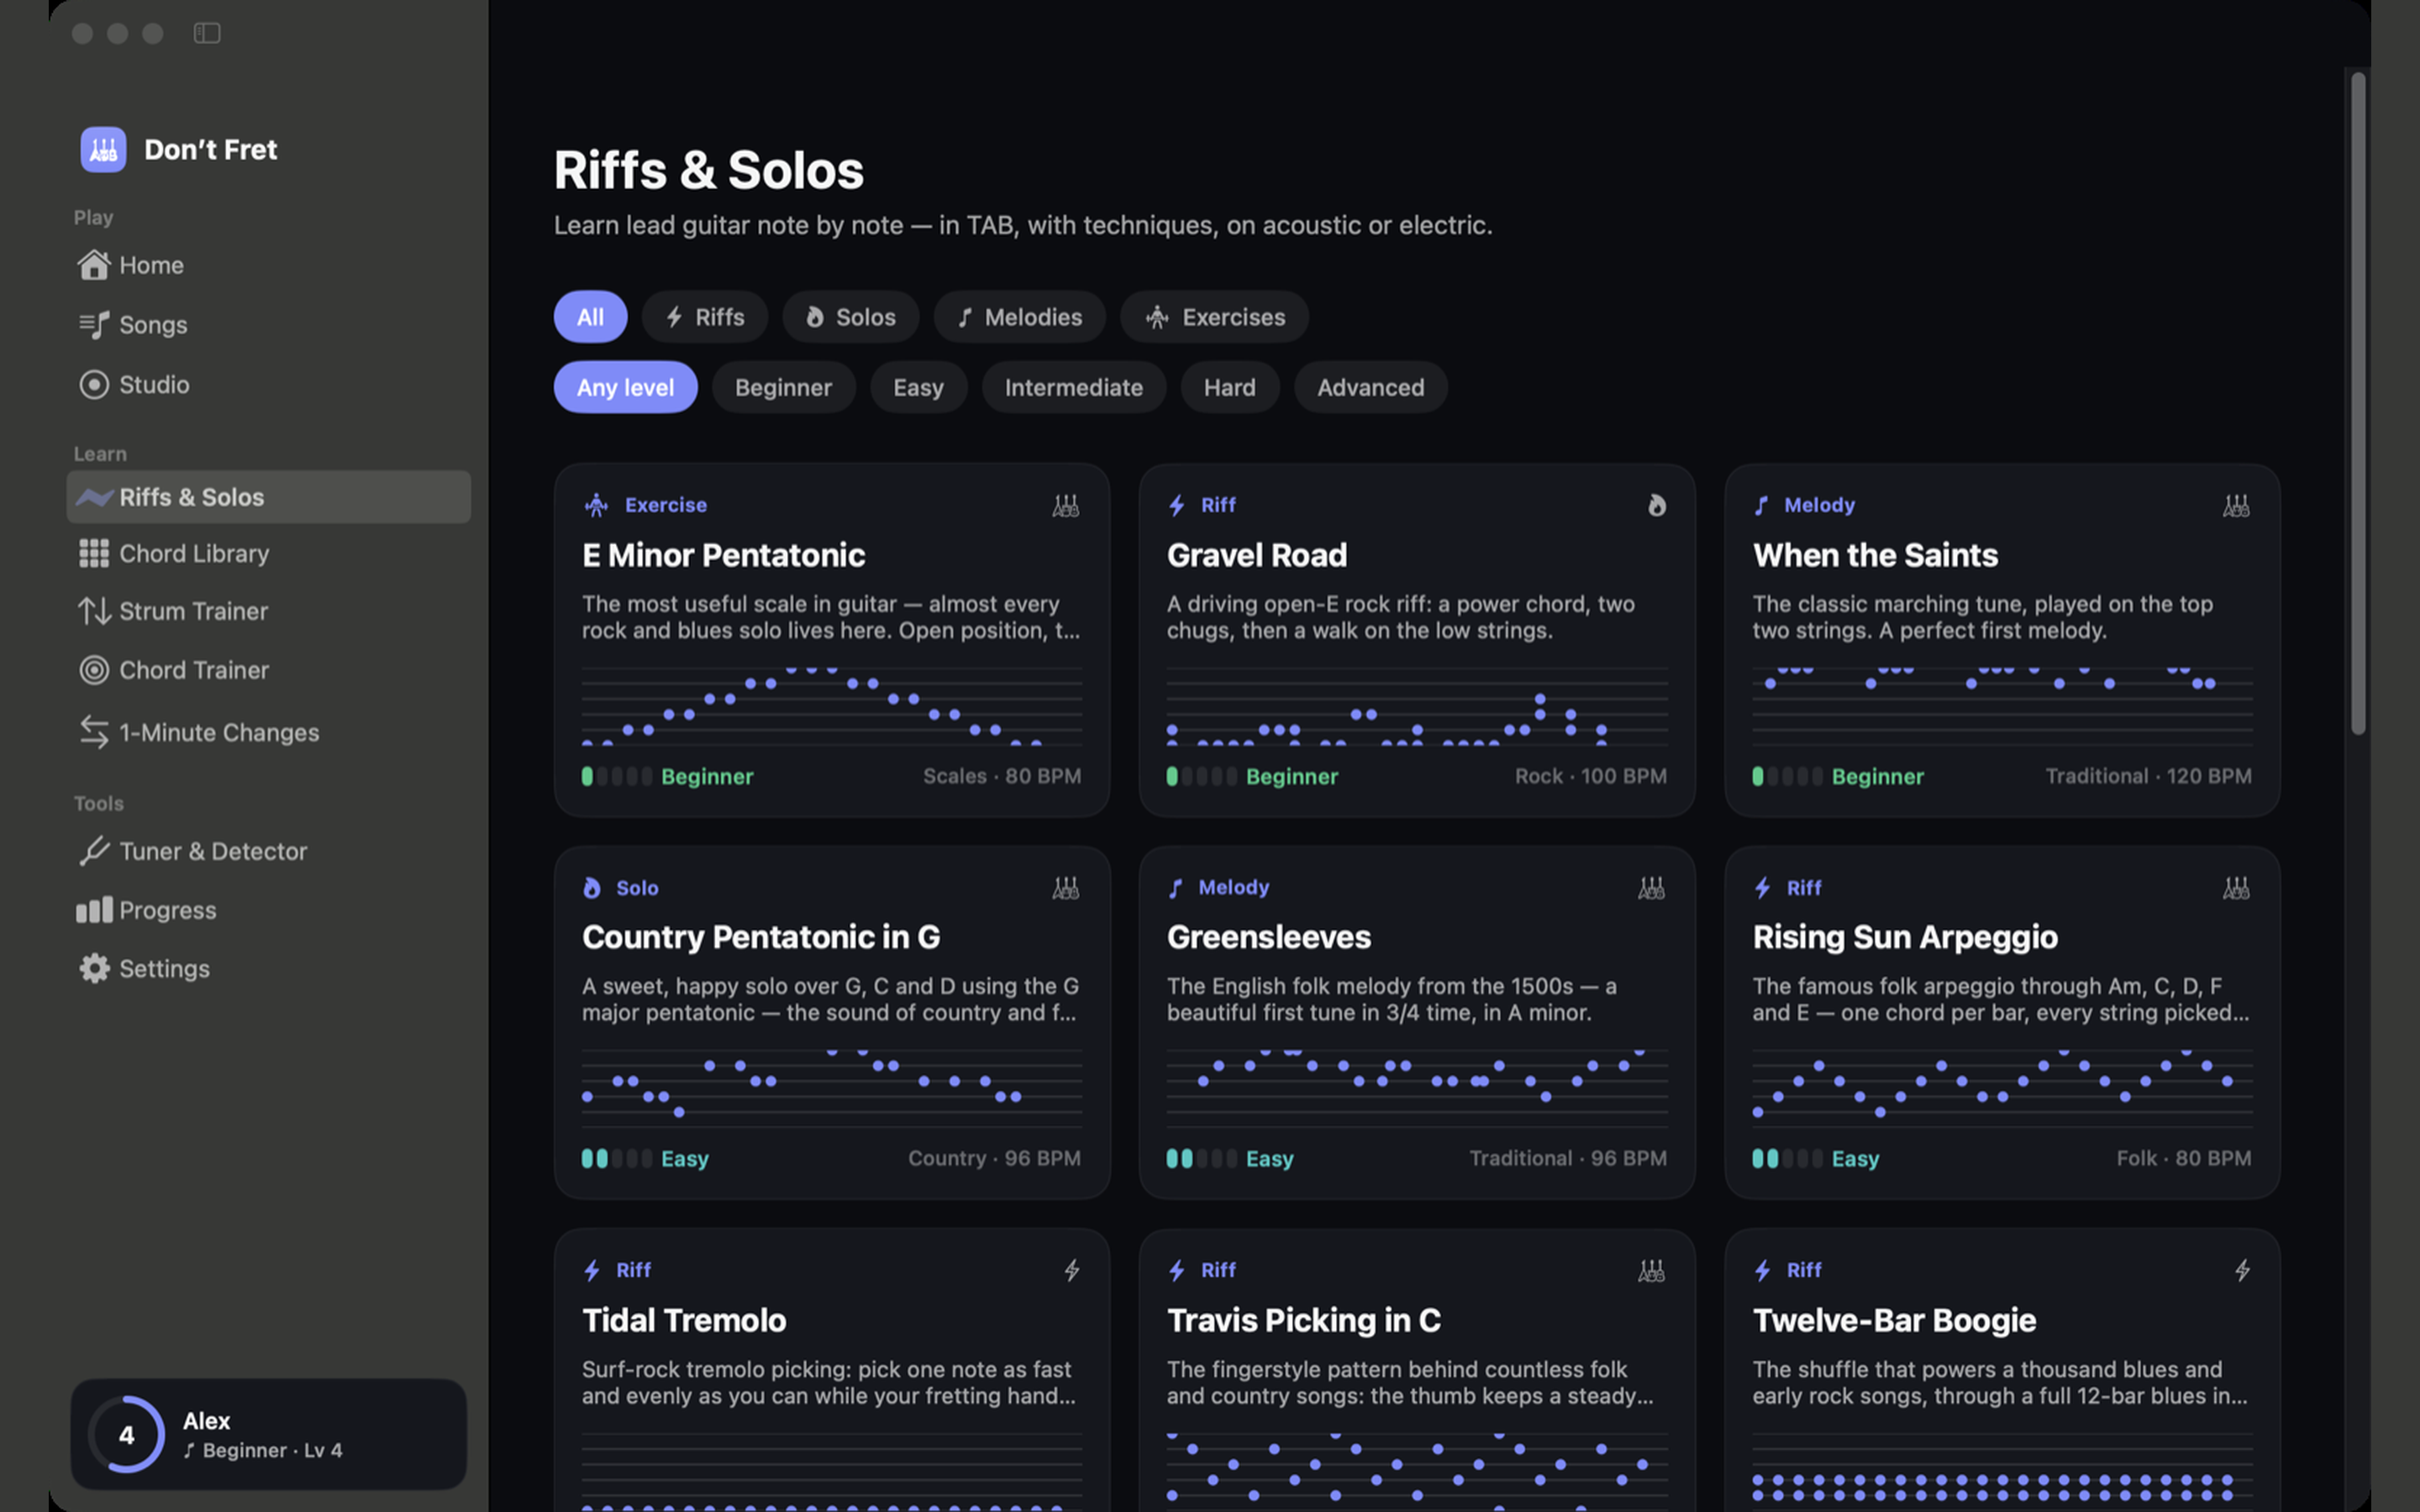 Don’t Fret
Play
Home
Songs
Studio
Learn
Riffs & Solos
Chord Library
Strum Trainer
Chord Trainer
1-Minute Changes
Tools
Tuner & Detector
Progress
Settings
4
Alex
Beginner · Lv 4
Riffs & Solos
Learn lead guitar note by note — in TAB, with techniques, on acoustic or electric.
All Riffs Solos Melodies Exercises
Any level Beginner Easy Intermediate Hard Advanced
Exercise
E Minor Pentatonic
The most useful scale in guitar — almost every
rock and blues solo lives here. Open position, t...
Beginner Scales · 80 BPM
Riff
Gravel Road
A driving open-E rock riff: a power chord, two
chugs, then a walk on the low strings.
Beginner Rock · 100 BPM
Melody
When the Saints
The classic marching tune, played on the top
two strings. A perfect first melody.
Beginner Traditional · 120 BPM
Solo
Country Pentatonic in G
A sweet, happy solo over G, C and D using the G
major pentatonic — the sound of country and f...
Easy Country · 96 BPM
Melody
Greensleeves
The English folk melody from the 1500s — a
beautiful first tune in 3/4 time, in A minor.
Easy Traditional · 96 BPM
Riff
Rising Sun Arpeggio
The famous folk arpeggio through Am, C, D, F
and E — one chord per bar, every string picked...
Easy Folk · 80 BPM
Riff
Tidal Tremolo
Surf-rock tremolo picking: pick one note as fast
and evenly as you can while your fretting hand...
Riff
Travis Picking in C
The fingerstyle pattern behind countless folk
and country songs: the thumb keeps a steady...
Riff
Twelve-Bar Boogie
The shuffle that powers a thousand blues and
early rock songs, through a full 12-bar blues in...